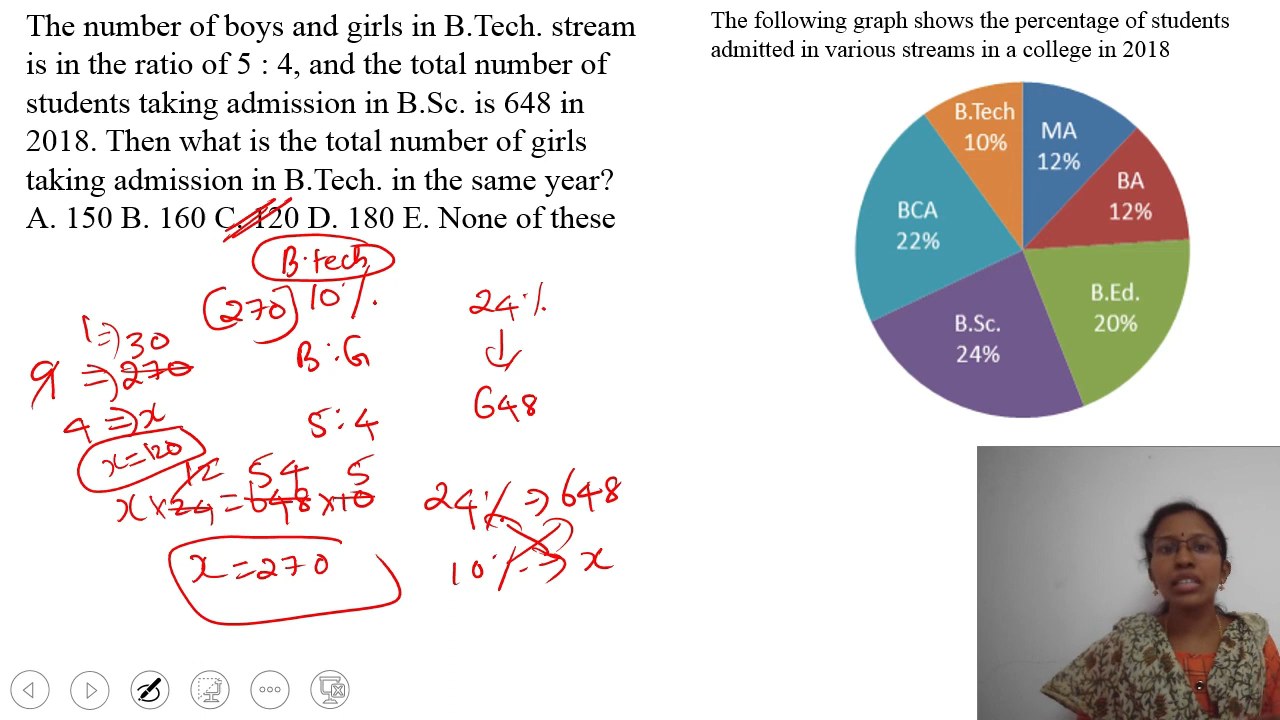 The number of boys and girls in B.Tech. stream
is in the ratio of 5 : 4, and the total number of
students taking admission in B.Sc. is 648 in
2018. Then what is the total number of girls
taking admission in B.Tech. in the same year?
A. 150 B. 160 C. 120 D. 180 E. None of these
B.tech
(270) 10%.
B:G
5:4
1=>30
9 => 270
4 =>x
x=120
12 54 5
x×24=648×10
x=270
24%
648
24% => 648
10% => x
The following graph shows the percentage of students
admitted in various streams in a college in 2018
B.Tech
10%
MA
12%
BA
12%
BCA
22%
B.Ed.
20%
B.Sc.
24%